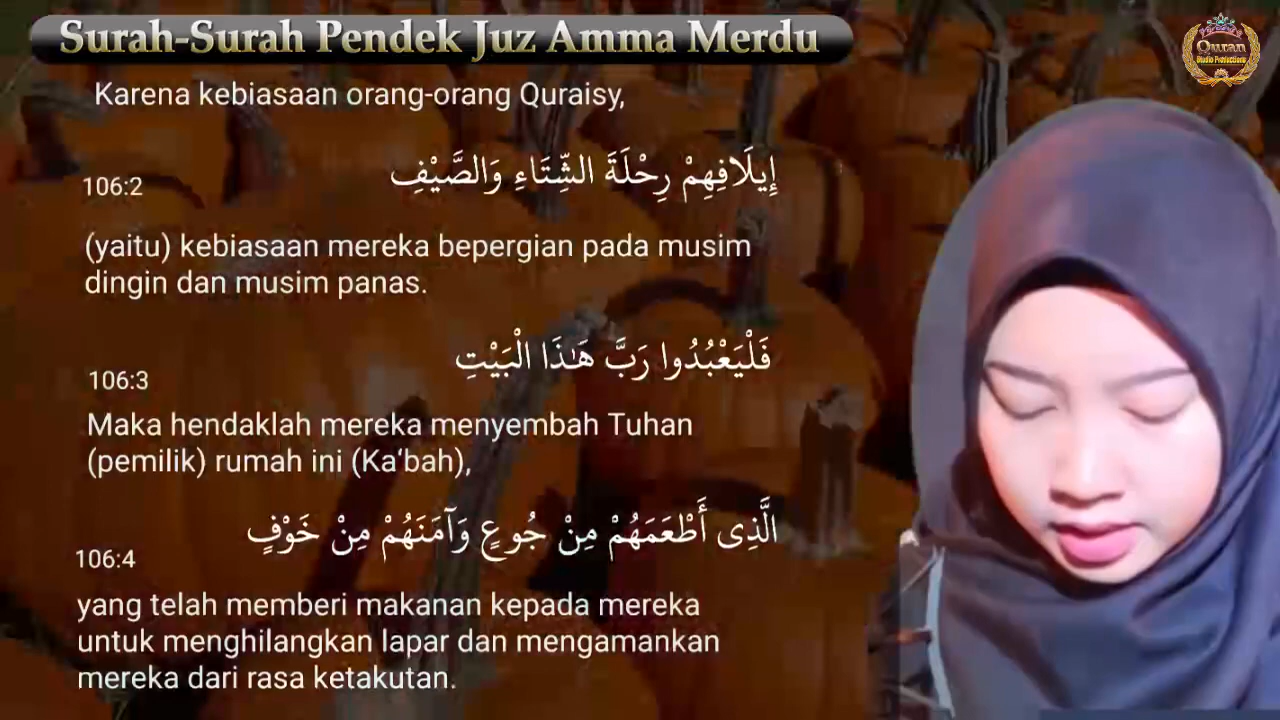 Surah-Surah Pendek Juz Amma Merdu
Quran
Studio Productions
Karena kebiasaan orang-orang Quraisy,
إِيلَافِهِمْ رِحْلَةَ الشِّتَاءِ وَالصَّيْفِ
106:2
(yaitu) kebiasaan mereka bepergian pada musim
dingin dan musim panas.
فَلْيَعْبُدُوا رَبَّ هَٰذَا الْبَيْتِ
106:3
Maka hendaklah mereka menyembah Tuhan
(pemilik) rumah ini (Ka‘bah),
الَّذِى أَطْعَمَهُمْ مِنْ جُوعٍ وَآمَنَهُمْ مِنْ خَوْفٍ
106:4
yang telah memberi makanan kepada mereka
untuk menghilangkan lapar dan mengamankan
mereka dari rasa ketakutan.